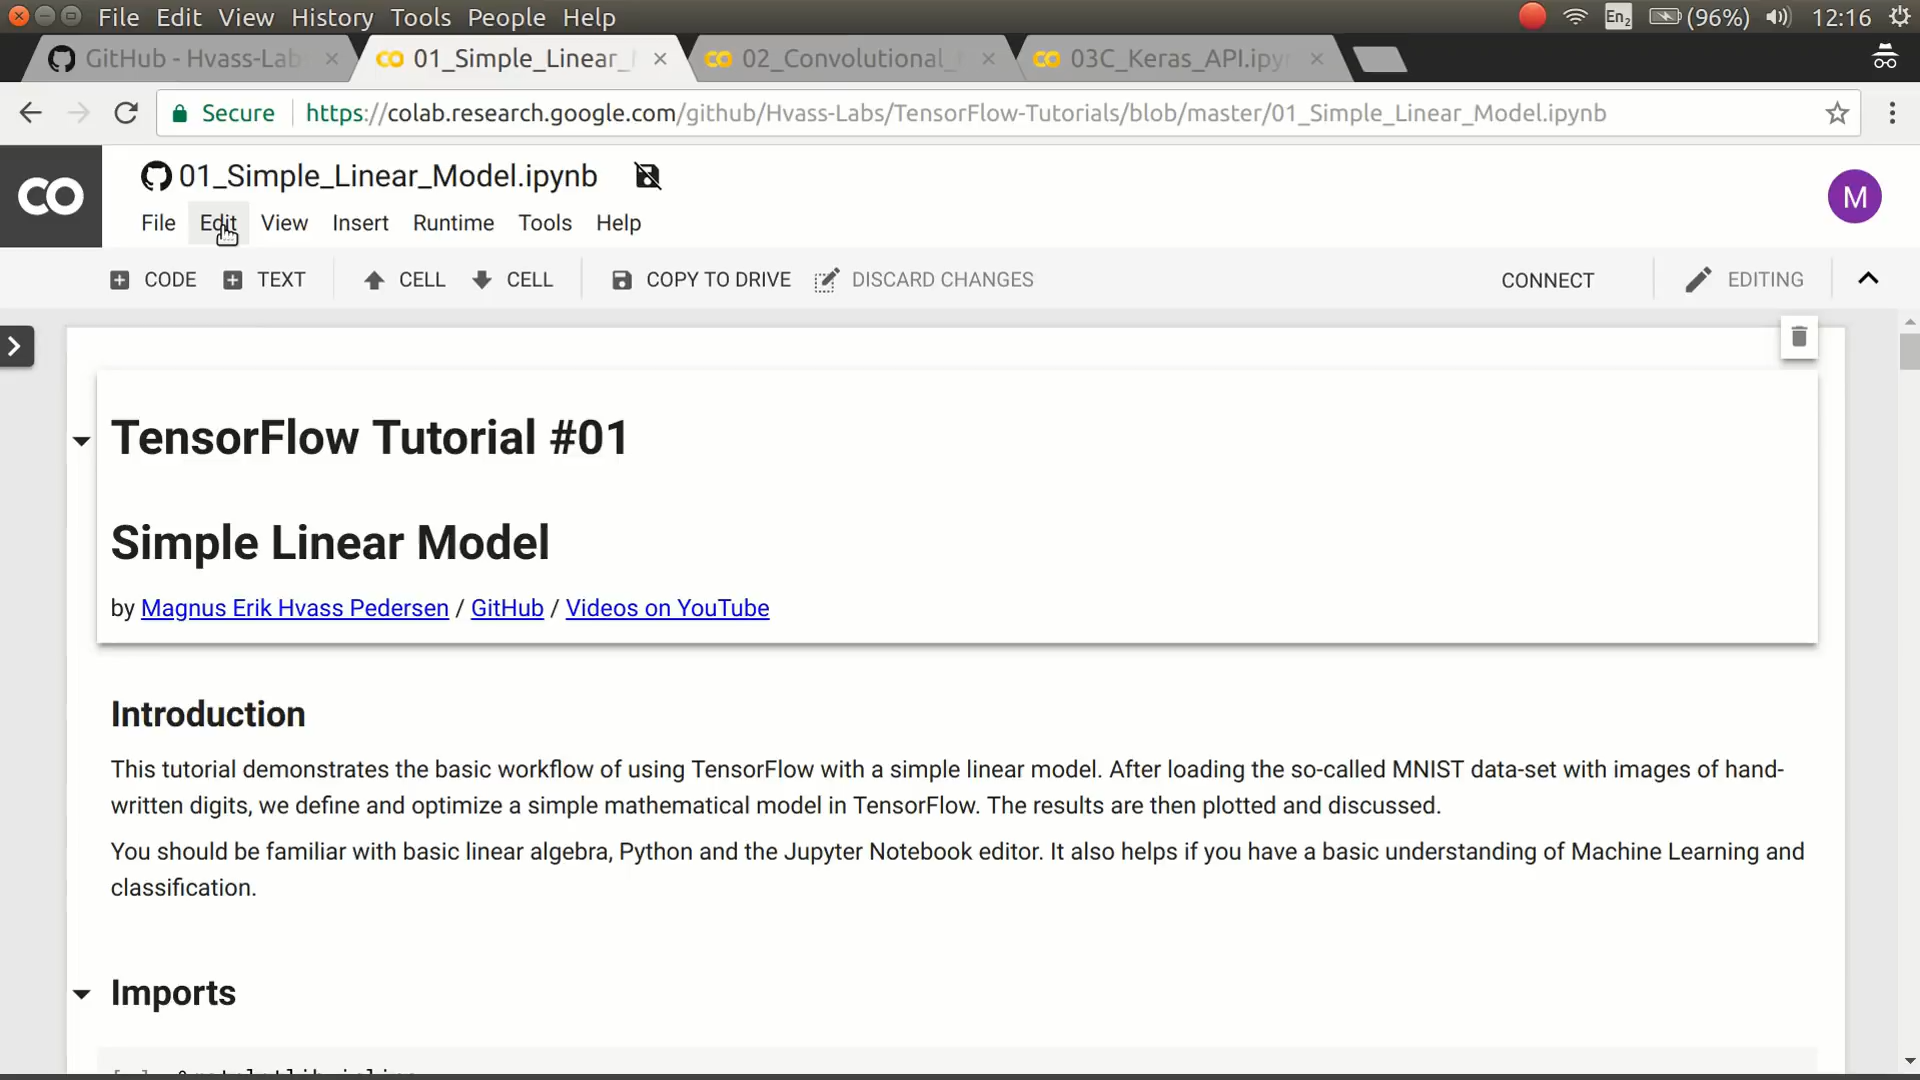 File Edit View History Tools People Help
En2 (96%) 12:16
GitHub - Hvass-Lab
01_Simple_Linear_
02_Convolutional_
03C_Keras_API.ipy
Secure https://colab.research.google.com/github/Hvass-Labs/TensorFlow-Tutorials/blob/master/01_Simple_Linear_Model.ipynb
CO
01_Simple_Linear_Model.ipynb
M
File Edit View Insert Runtime Tools Help
CODE TEXT CELL CELL COPY TO DRIVE DISCARD CHANGES CONNECT EDITING
TensorFlow Tutorial #01
Simple Linear Model
by Magnus Erik Hvass Pedersen / GitHub / Videos on YouTube
Introduction
This tutorial demonstrates the basic workflow of using TensorFlow with a simple linear model. After loading the so-called MNIST data-set with images of hand-
written digits, we define and optimize a simple mathematical model in TensorFlow. The results are then plotted and discussed.
You should be familiar with basic linear algebra, Python and the Jupyter Notebook editor. It also helps if you have a basic understanding of Machine Learning and
classification.
Imports